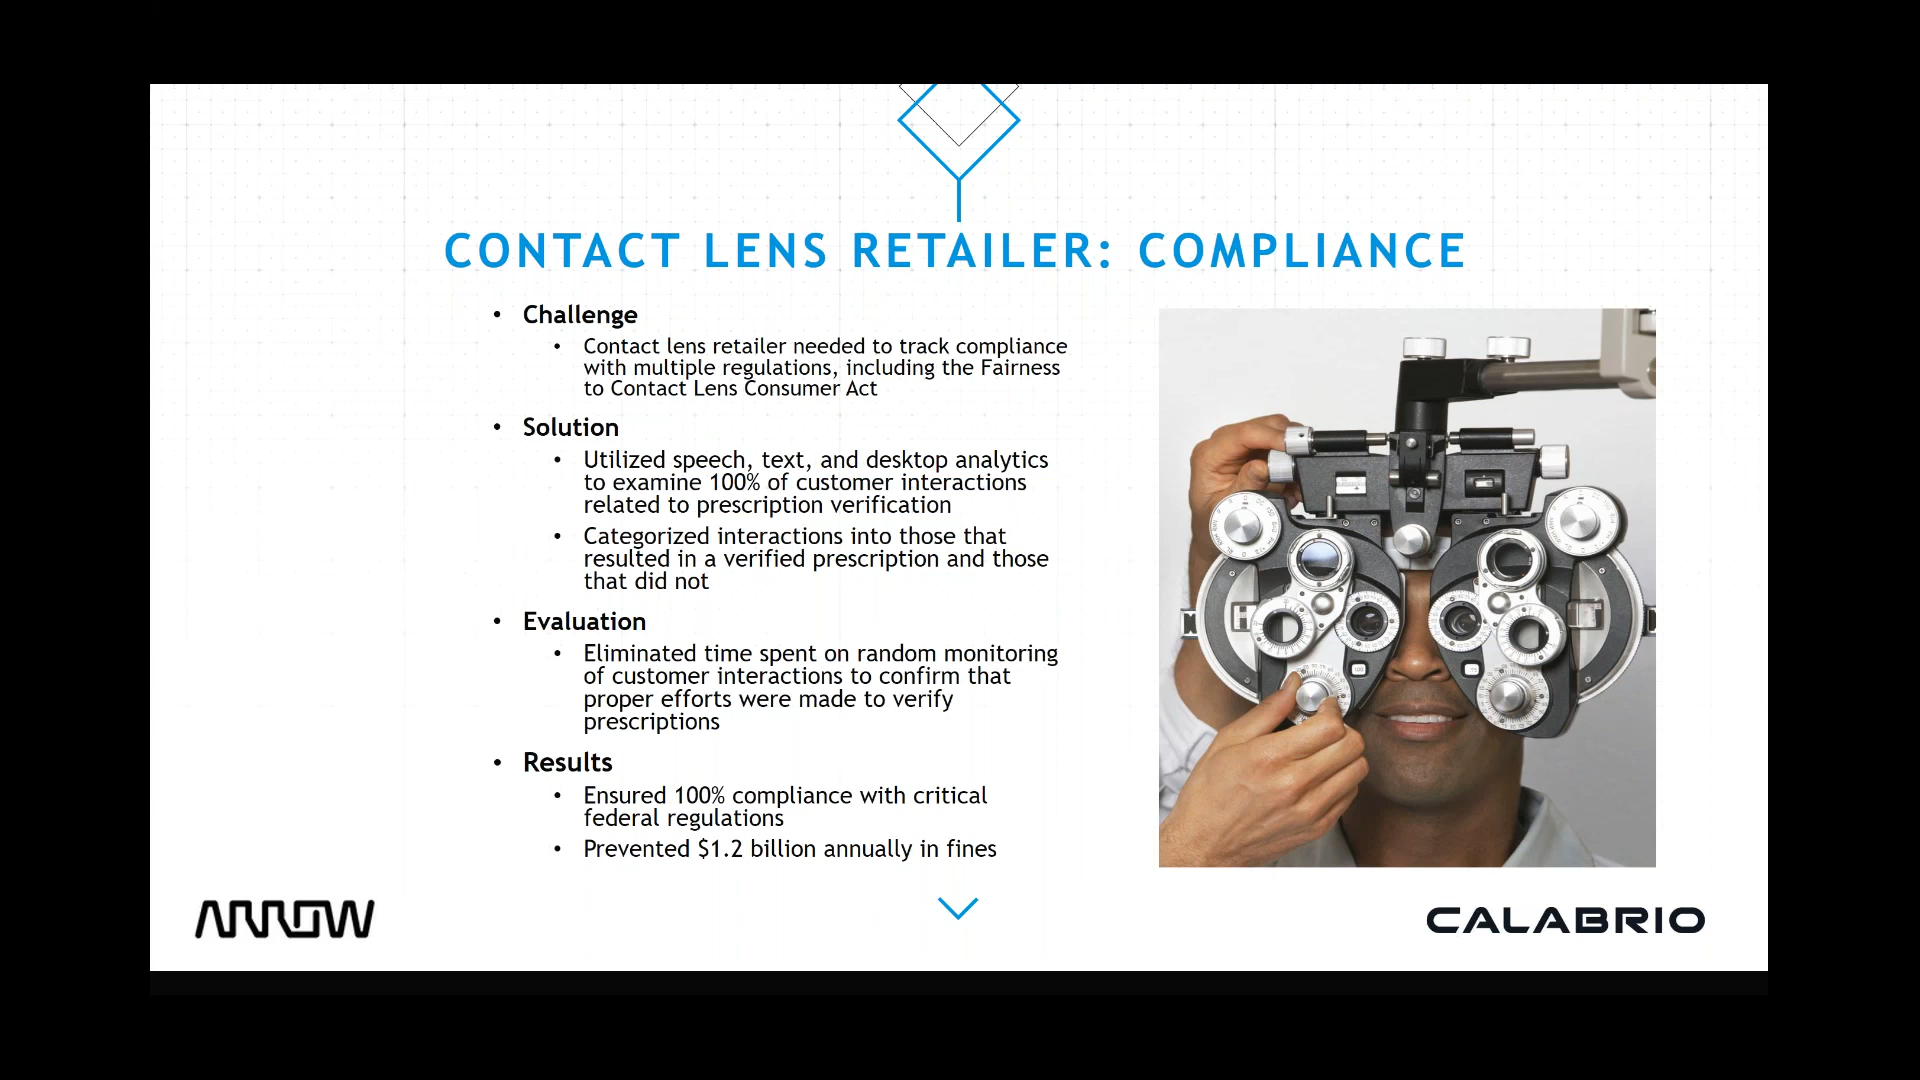 CONTACT LENS RETAILER: COMPLIANCE
• Challenge
• Contact lens retailer needed to track compliance
with multiple regulations, including the Fairness
to Contact Lens Consumer Act
• Solution
• Utilized speech, text, and desktop analytics
to examine 100% of customer interactions
related to prescription verification
• Categorized interactions into those that
resulted in a verified prescription and those
that did not
• Evaluation
• Eliminated time spent on random monitoring
of customer interactions to confirm that
proper efforts were made to verify
prescriptions
• Results
• Ensured 100% compliance with critical
federal regulations
• Prevented $1.2 billion annually in fines
ARROW
CALABRIO